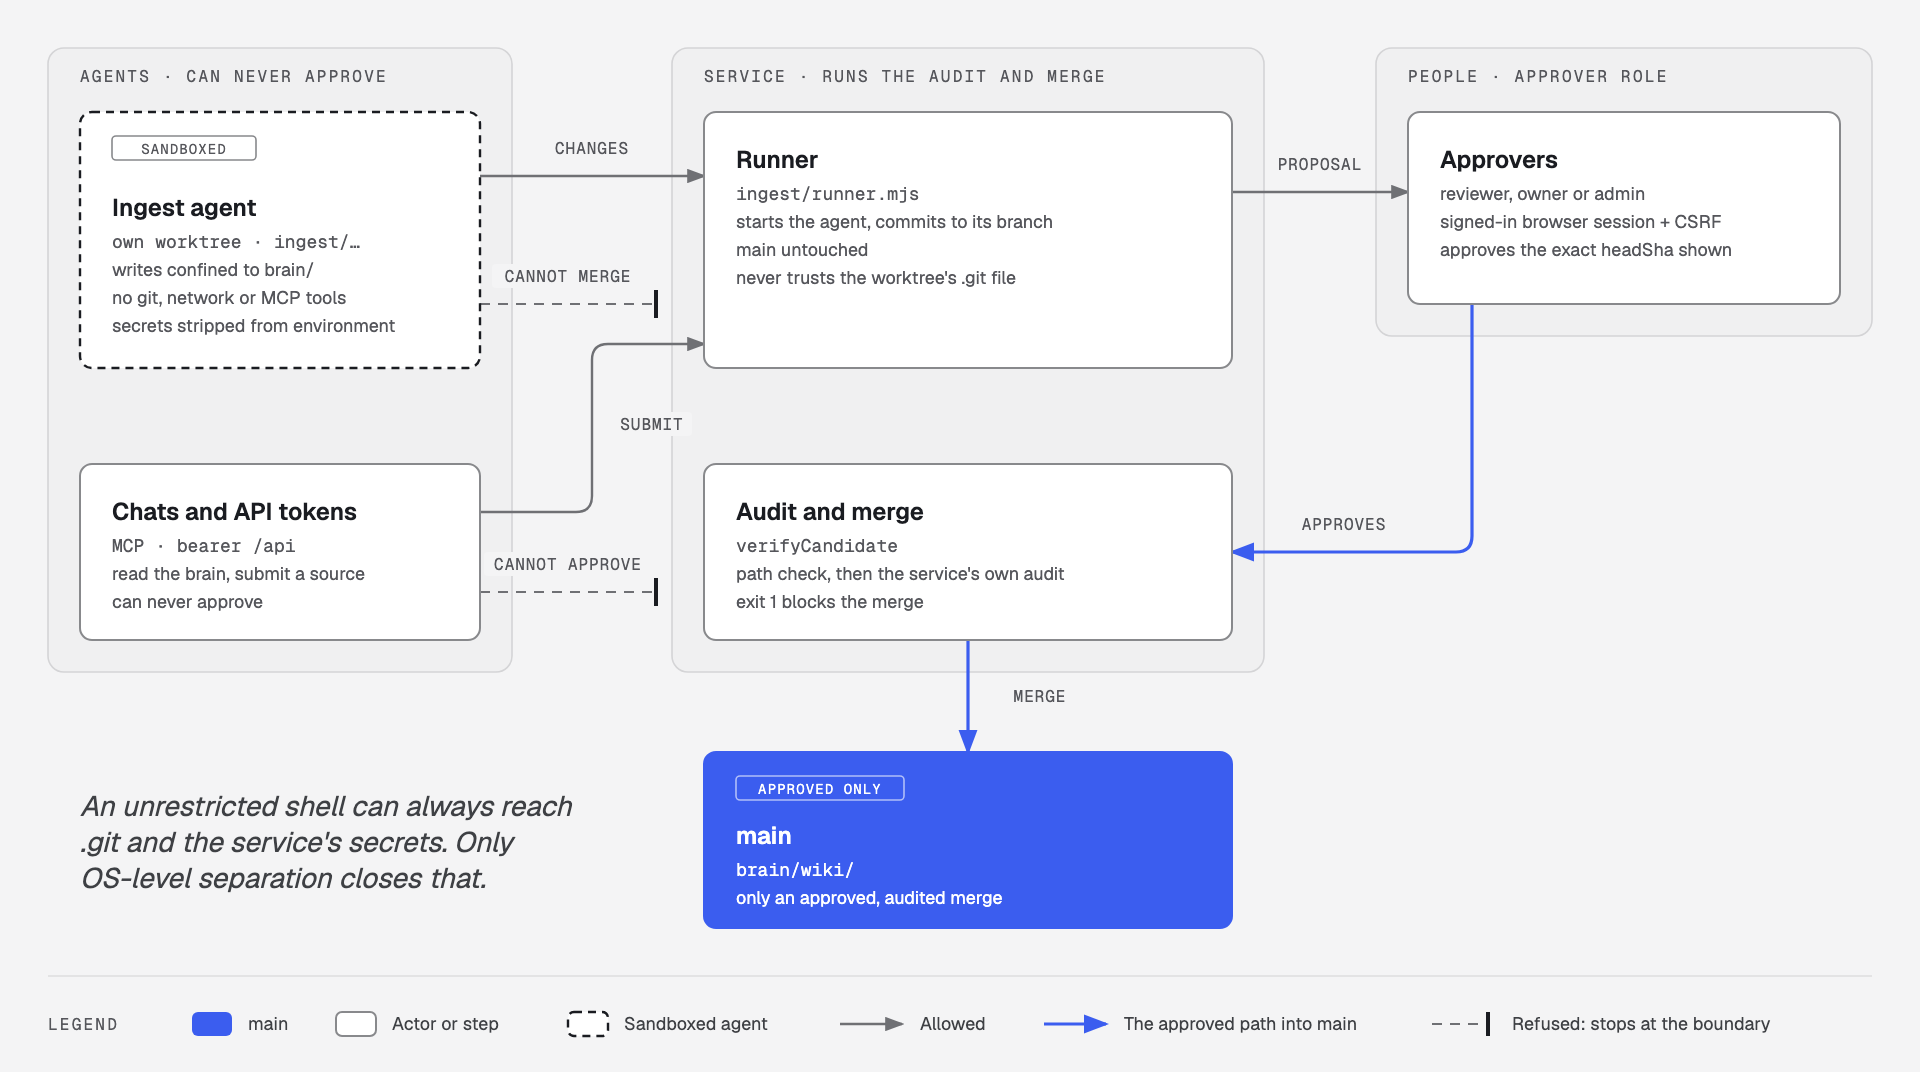 AGENTS · CAN NEVER APPROVE
SANDBOXED
Ingest agent
own worktree · ingest/…
writes confined to brain/
no git, network or MCP tools
secrets stripped from environment
Chats and API tokens
MCP · bearer /api
read the brain, submit a source
can never approve
CHANGES
CANNOT MERGE
SUBMIT
CANNOT APPROVE
SERVICE · RUNS THE AUDIT AND MERGE
Runner
ingest/runner.mjs
starts the agent, commits to its branch
main untouched
never trusts the worktree's .git file
Audit and merge
verifyCandidate
path check, then the service's own audit
exit 1 blocks the merge
PROPOSAL
PEOPLE · APPROVER ROLE
Approvers
reviewer, owner or admin
signed-in browser session + CSRF
approves the exact headSha shown
APPROVES
MERGE
APPROVED ONLY
main
brain/wiki/
only an approved, audited merge
An unrestricted shell can always reach
.git and the service's secrets. Only
OS-level separation closes that.
LEGEND
main
Actor or step
Sandboxed agent
Allowed
The approved path into main
Refused: stops at the boundary